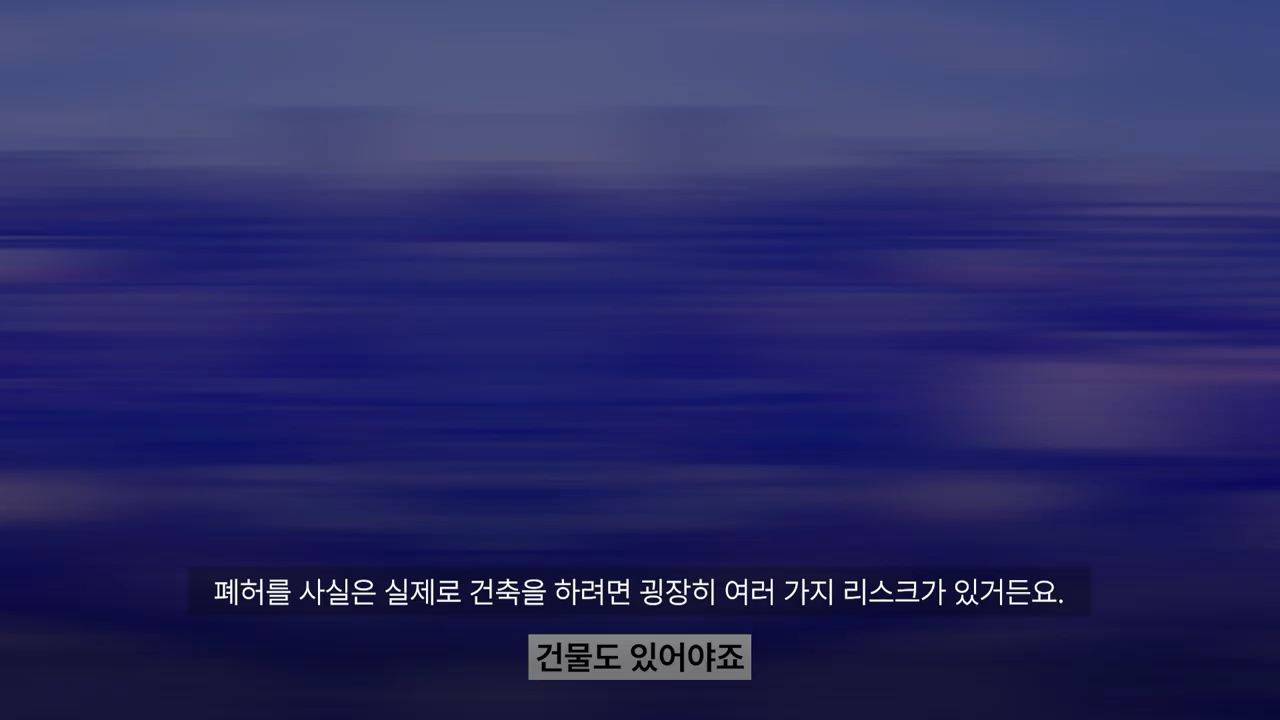 폐허를 사실은 실제로 건축을 하려면 굉장히 여러 가지 리스크가 있거든요.
건물도 있어야죠